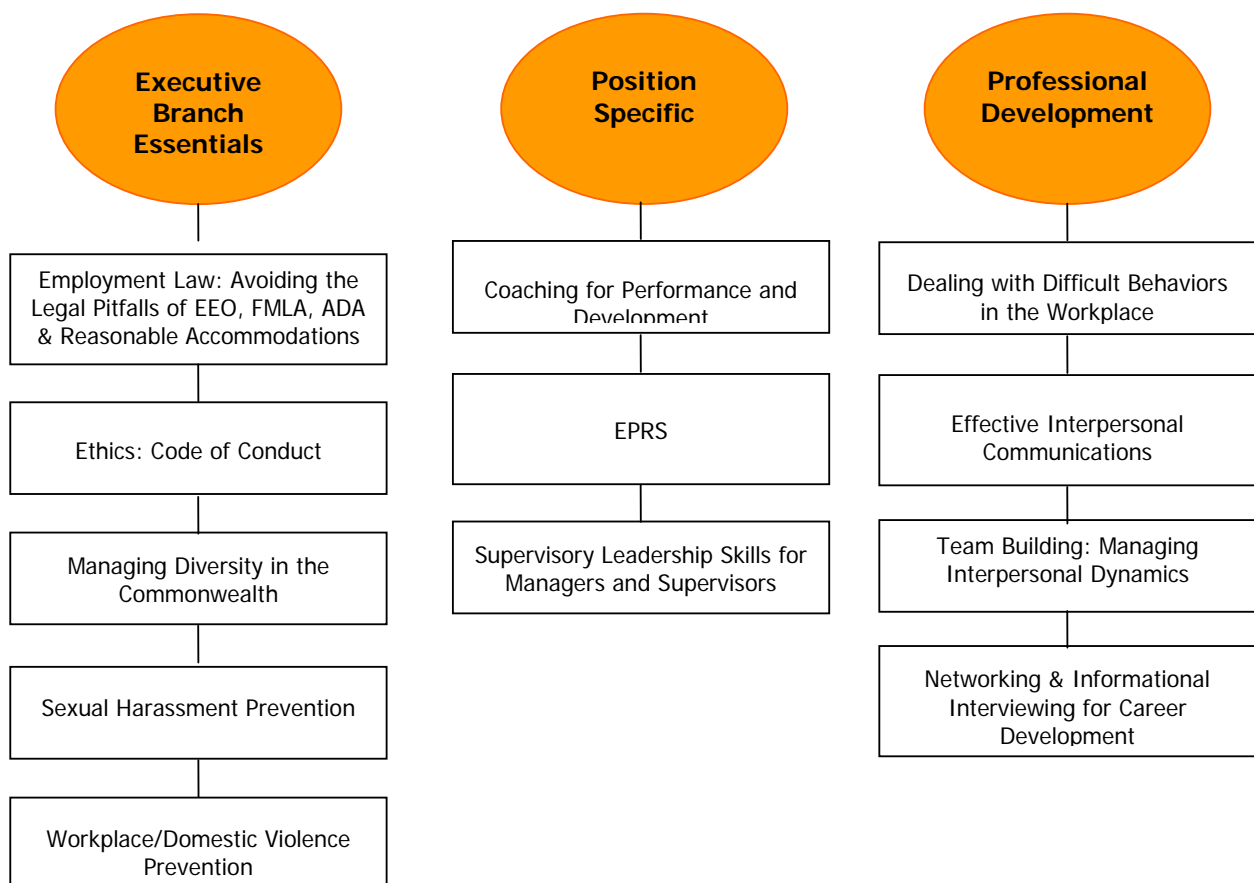 Executive
Branch
Essentials
Employment Law: Avoiding the
Legal Pitfalls of EEO, FMLA, ADA
& Reasonable Accommodations
Ethics: Code of Conduct
Managing Diversity in the
Commonwealth
Sexual Harassment Prevention
Workplace/Domestic Violence
Prevention
Position
Specific
Coaching for Performance and
Development
EPRS
Supervisory Leadership Skills for
Managers and Supervisors
Professional
Development
Dealing with Difficult Behaviors
in the Workplace
Effective Interpersonal
Communications
Team Building: Managing
Interpersonal Dynamics
Networking & Informational
Interviewing for Career
Development